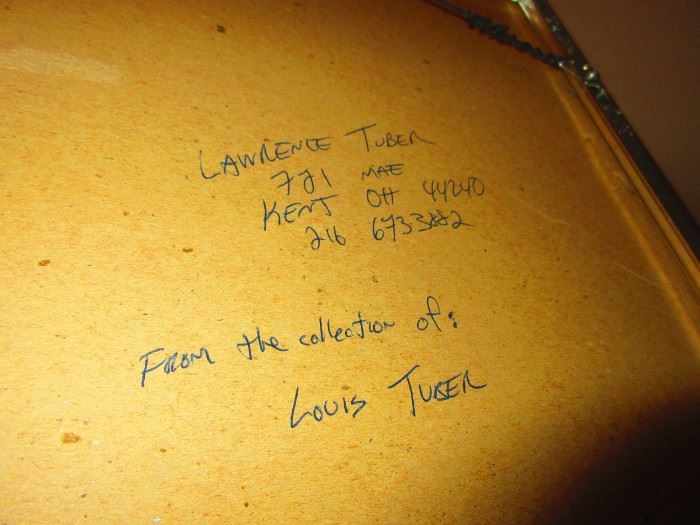 LAWRENCE TUBER
771 MAE
KENT OH 44240
216 6733882
From the collection of:
LOUIS TUBER